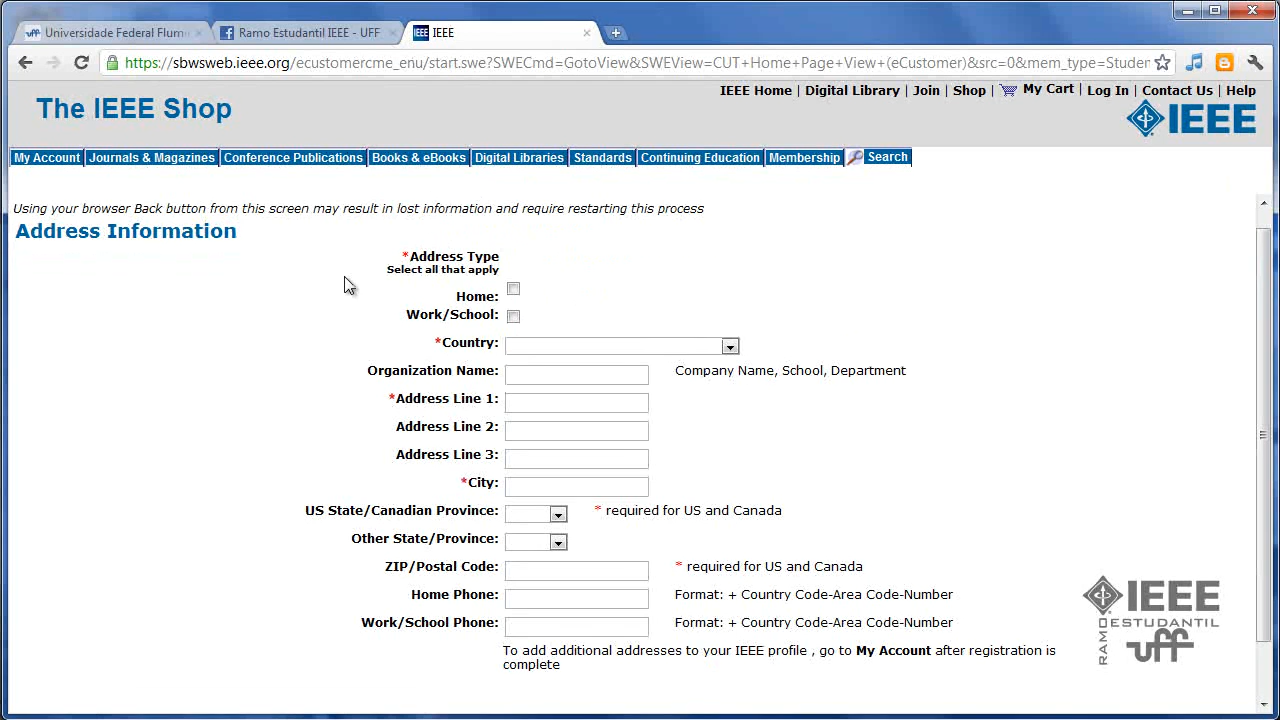 Universidade Federal Flum
Ramo Estudantil IEEE - UFF
IEEE IEEE
https://sbwsweb.ieee.org/ecustomercme_enu/start.swe?SWECmd=GotoView&SWEView=CUT+Home+Page+View+(eCustomer)&src=0&mem_type=Studen
IEEE Home | Digital Library | Join | Shop | My Cart | Log In | Contact Us | Help
The IEEE Shop
IEEE
My Account Journals & Magazines Conference Publications Books & eBooks Digital Libraries Standards Continuing Education Membership Search
Using your browser Back button from this screen may result in lost information and require restarting this process
Address Information
*Address Type
Select all that apply
Home:
Work/School:
*Country:
Organization Name: Company Name, School, Department
*Address Line 1:
Address Line 2:
Address Line 3:
*City:
US State/Canadian Province: * required for US and Canada
Other State/Province:
ZIP/Postal Code: * required for US and Canada
Home Phone: Format: + Country Code-Area Code-Number
Work/School Phone: Format: + Country Code-Area Code-Number
To add additional addresses to your IEEE profile , go to My Account after registration is
complete
IEEE
RAMO ESTUDANTIL
uff